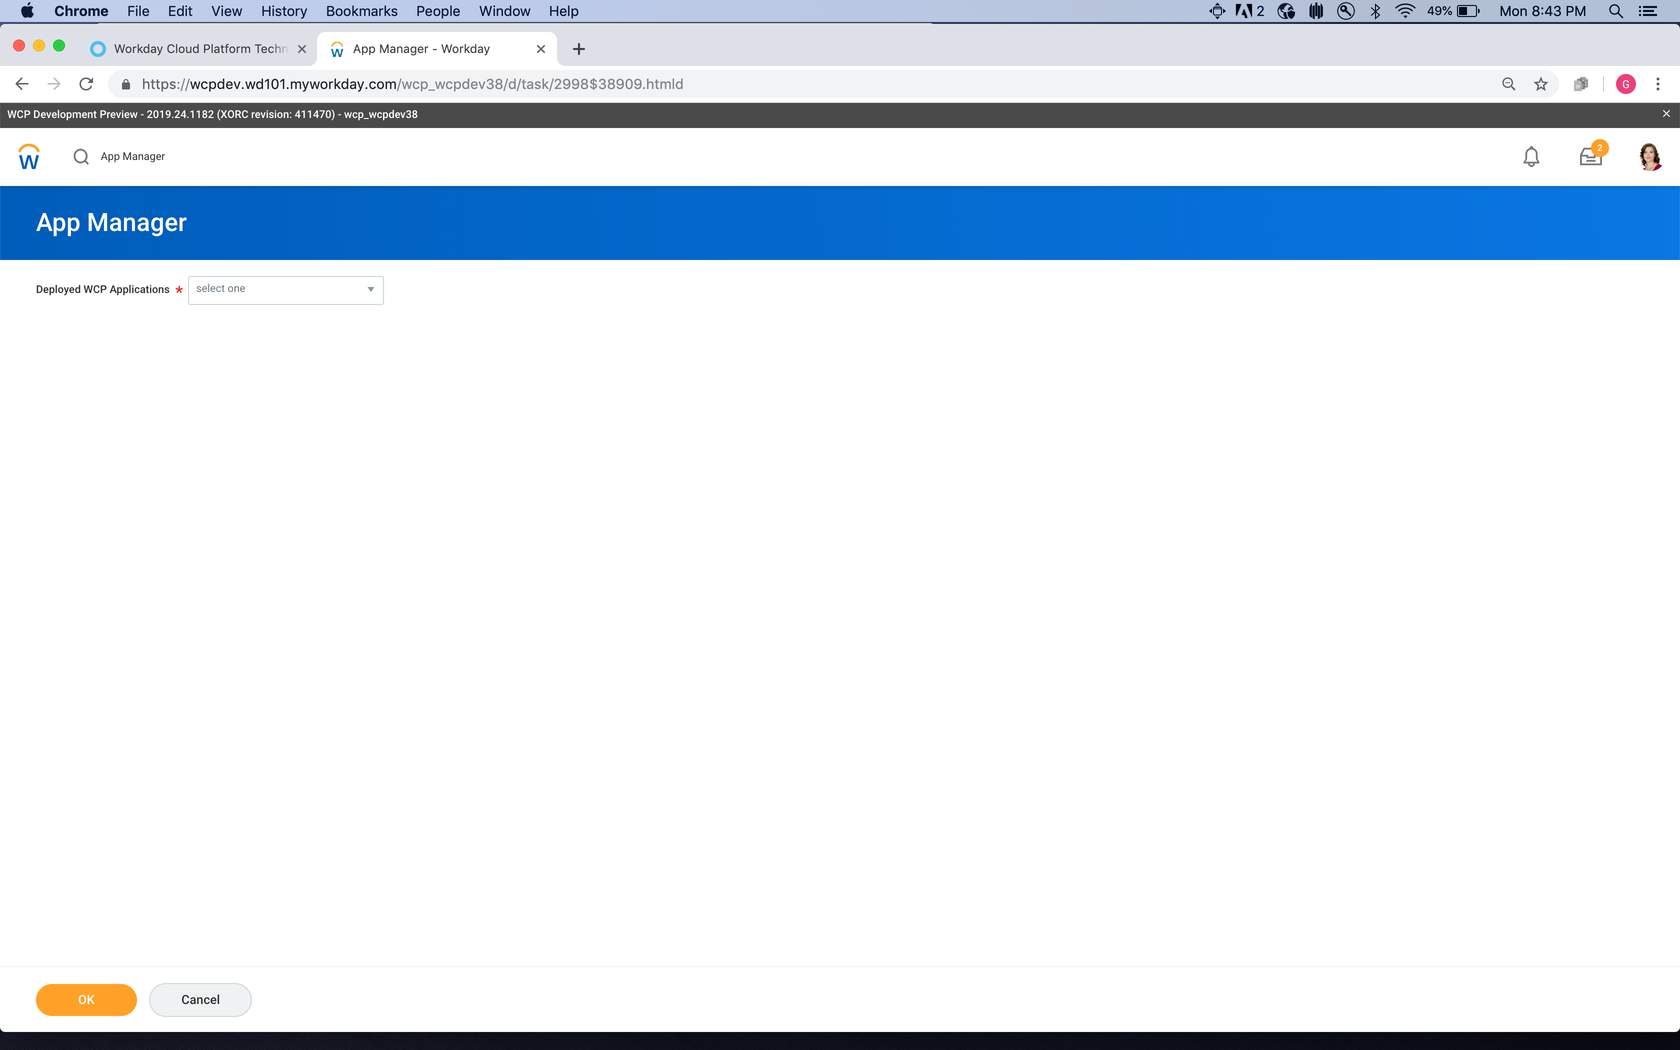 Chrome File Edit View History Bookmarks People Window Help 2 49% Mon 8:43 PM
Workday Cloud Platform Techn App Manager - Workday
https://wcpdev.wd101.myworkday.com/wcp_wcpdev38/d/task/2998$38909.htmld G
WCP Development Preview - 2019.24.1182 (XORC revision: 411470) - wcp_wcpdev38
W App Manager 2
App Manager
Deployed WCP Applications * select one
OK Cancel